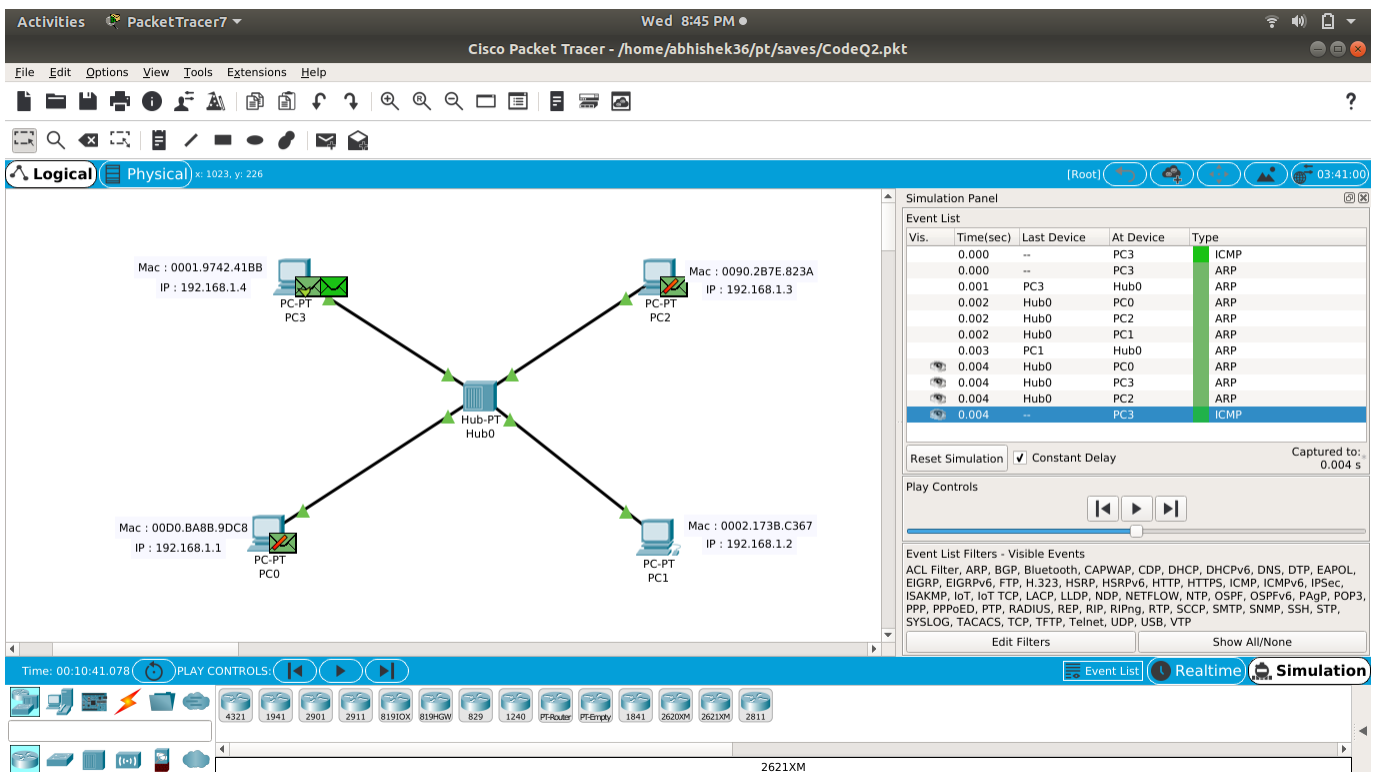 Activities PacketTracer7 Wed 8:45 PM
Cisco Packet Tracer - /home/abhishek36/pt/saves/CodeQ2.pkt
File Edit Options View Tools Extensions Help
?
Logical Physical x: 1023, y: 226 [Root] 03:41:00
Mac : 0001.9742.41BB
IP : 192.168.1.4
PC-PT
PC3
Mac : 0090.2B7E.823A
IP : 192.168.1.3
PC-PT
PC2
Hub-PT
Hub0
Mac : 00D0.BA8B.9DC8
IP : 192.168.1.1
PC-PT
PC0
Mac : 0002.173B.C367
IP : 192.168.1.2
PC-PT
PC1
Simulation Panel
Event List
Vis. Time(sec) Last Device At Device Type
0.000 -- PC3 ICMP
0.000 -- PC3 ARP
0.001 PC3 Hub0 ARP
0.002 Hub0 PC0 ARP
0.002 Hub0 PC2 ARP
0.002 Hub0 PC1 ARP
0.003 PC1 Hub0 ARP
0.004 Hub0 PC0 ARP
0.004 Hub0 PC3 ARP
0.004 Hub0 PC2 ARP
0.004 -- PC3 ICMP
Reset Simulation Constant Delay Captured to:
0.004 s
Play Controls
Event List Filters - Visible Events
ACL Filter, ARP, BGP, Bluetooth, CAPWAP, CDP, DHCP, DHCPv6, DNS, DTP, EAPOL,
EIGRP, EIGRPv6, FTP, H.323, HSRP, HSRPv6, HTTP, HTTPS, ICMP, ICMPv6, IPSec,
ISAKMP, IoT, IoT TCP, LACP, LLDP, NDP, NETFLOW, NTP, OSPF, OSPFv6, PAgP, POP3,
PPP, PPPoED, PTP, RADIUS, REP, RIP, RIPng, RTP, SCCP, SMTP, SNMP, SSH, STP,
SYSLOG, TACACS, TCP, TFTP, Telnet, UDP, USB, VTP
Edit Filters Show All/None
Time: 00:10:41.078 PLAY CONTROLS: Event List Realtime Simulation
4321 1941 2901 2911 819IOX 819HGW 829 1240 PT-Router PT-Empty 1841 2620XM 2621XM 2811
2621XM